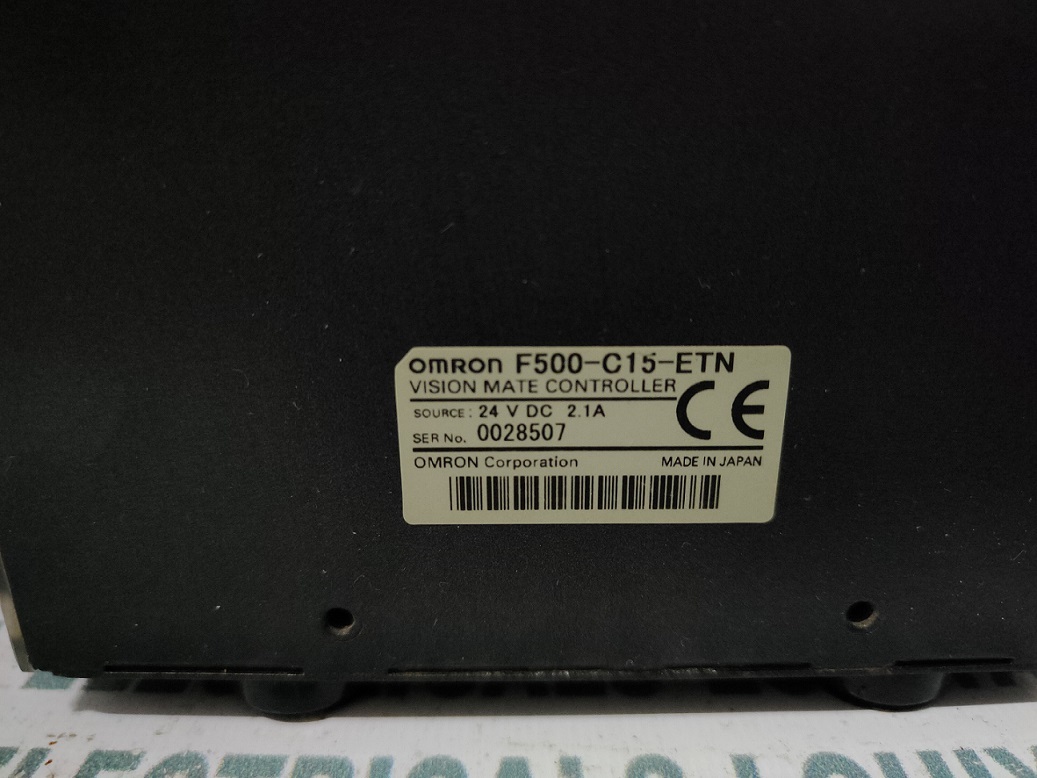 OMRON F500-C15-ETN
VISION MATE CONTROLLER
SOURCE: 24 V DC 2.1A
CE
SER No. 0028507
OMRON Corporation MADE IN JAPAN